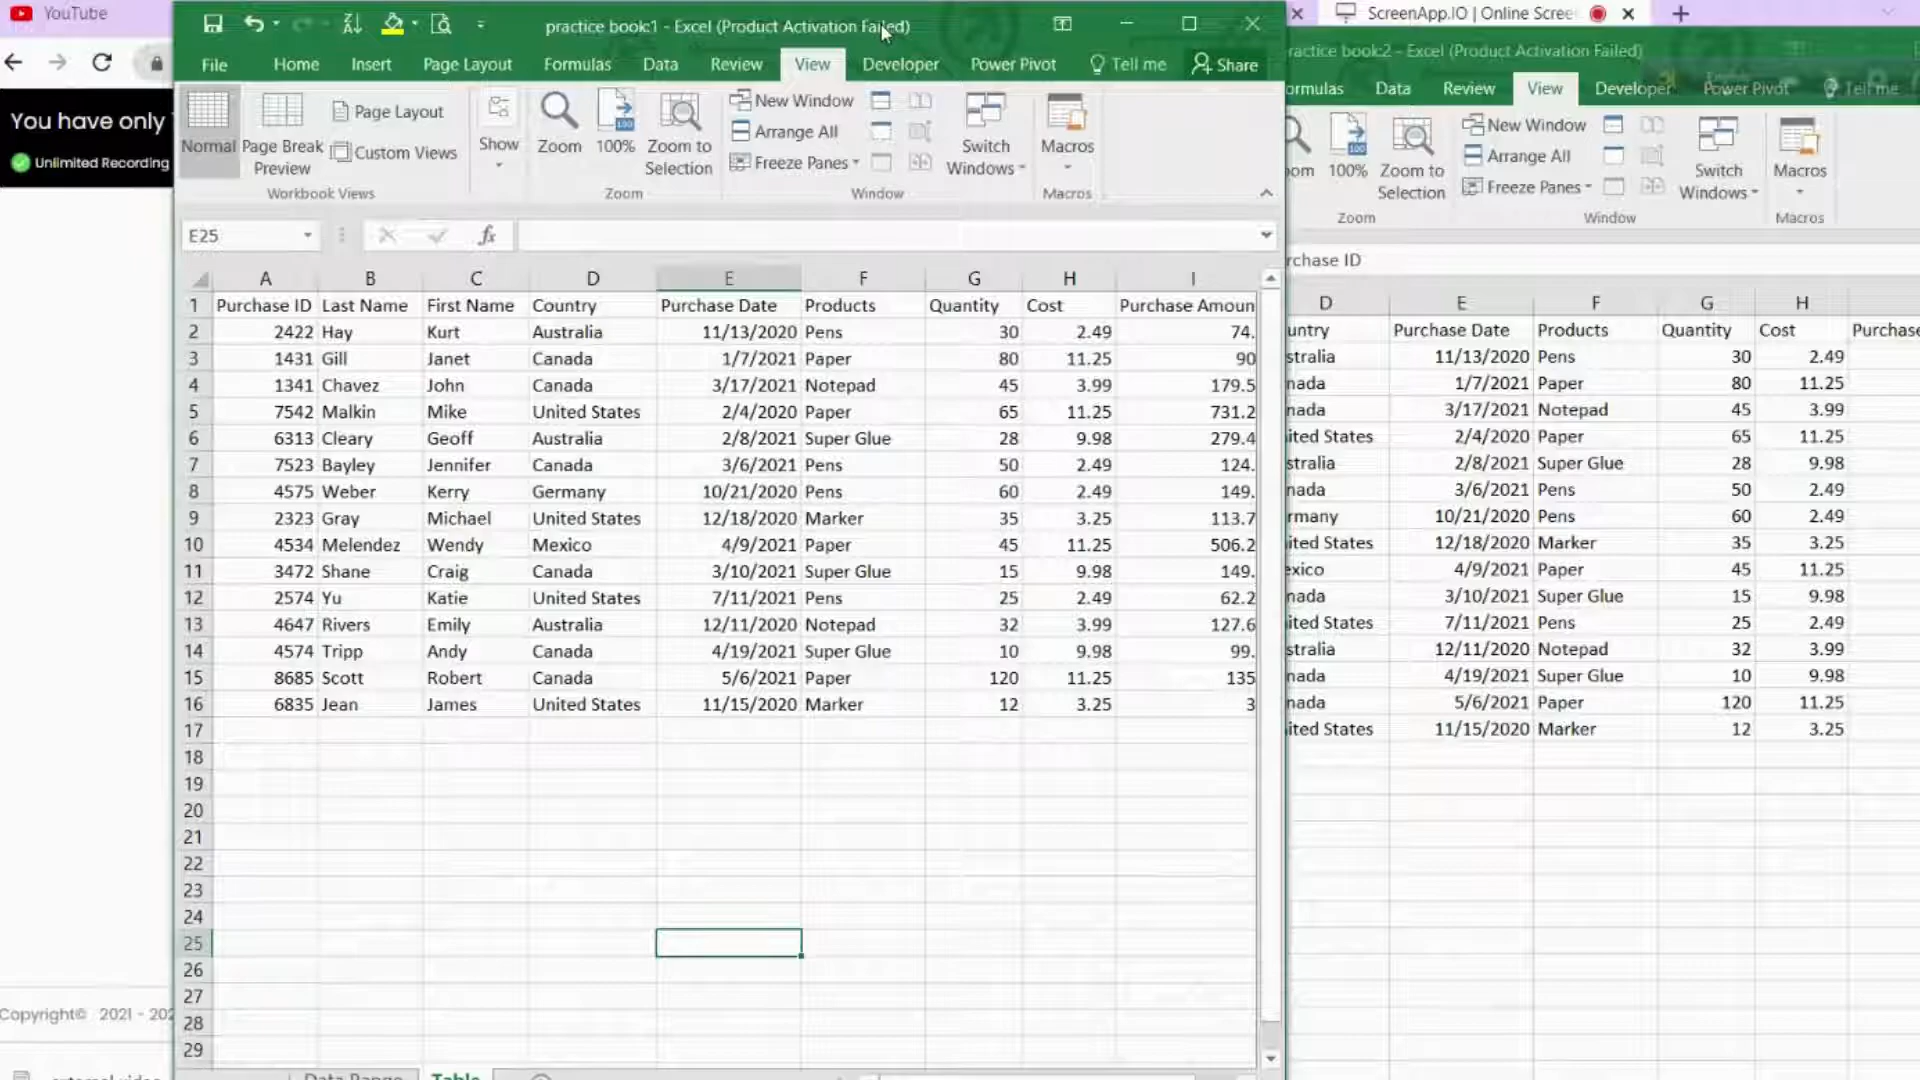 YouTube
practice book:1 - Excel (Product Activation Failed)
ScreenApp.IO | Online Scree
ractice book:2 - Excel (Product Activation Failed)
File Home Insert Page Layout Formulas Data Review View Developer Power Pivot Tell me Share
ormulas Data Review View Developer Power Pivot Tell me
You have only
Unlimited Recording
Normal Page Break Preview Page Layout Custom Views Show Zoom 100% Zoom to Selection New Window Arrange All Freeze Panes Switch Windows Macros
Workbook Views Zoom Window Macros
oom 100% Zoom to Selection New Window Arrange All Freeze Panes Switch Windows Macros
Zoom Window Macros
E25 fx
rchase ID
A B C D E F G H I
1 Purchase ID Last Name First Name Country Purchase Date Products Quantity Cost Purchase Amoun
2 2422 Hay Kurt Australia 11/13/2020 Pens 30 2.49 74.
3 1431 Gill Janet Canada 1/7/2021 Paper 80 11.25 90
4 1341 Chavez John Canada 3/17/2021 Notepad 45 3.99 179.5
5 7542 Malkin Mike United States 2/4/2020 Paper 65 11.25 731.2
6 6313 Cleary Geoff Australia 2/8/2021 Super Glue 28 9.98 279.4
7 7523 Bayley Jennifer Canada 3/6/2021 Pens 50 2.49 124.
8 4575 Weber Kerry Germany 10/21/2020 Pens 60 2.49 149.
9 2323 Gray Michael United States 12/18/2020 Marker 35 3.25 113.7
10 4534 Melendez Wendy Mexico 4/9/2021 Paper 45 11.25 506.2
11 3472 Shane Craig Canada 3/10/2021 Super Glue 15 9.98 149.
12 2574 Yu Katie United States 7/11/2021 Pens 25 2.49 62.2
13 4647 Rivers Emily Australia 12/11/2020 Notepad 32 3.99 127.6
14 4574 Tripp Andy Canada 4/19/2021 Super Glue 10 9.98 99.
15 8685 Scott Robert Canada 5/6/2021 Paper 120 11.25 135
16 6835 Jean James United States 11/15/2020 Marker 12 3.25 3
17
18
19
20
21
22
23
24
25
26
27
28
29
D E F G H
untry Purchase Date Products Quantity Cost Purchase
stralia 11/13/2020 Pens 30 2.49
nada 1/7/2021 Paper 80 11.25
nada 3/17/2021 Notepad 45 3.99
ited States 2/4/2020 Paper 65 11.25
stralia 2/8/2021 Super Glue 28 9.98
nada 3/6/2021 Pens 50 2.49
rmany 10/21/2020 Pens 60 2.49
ited States 12/18/2020 Marker 35 3.25
exico 4/9/2021 Paper 45 11.25
nada 3/10/2021 Super Glue 15 9.98
ited States 7/11/2021 Pens 25 2.49
stralia 12/11/2020 Notepad 32 3.99
nada 4/19/2021 Super Glue 10 9.98
nada 5/6/2021 Paper 120 11.25
ited States 11/15/2020 Marker 12 3.25
Copyright© 2021 - 202
Data Range Table